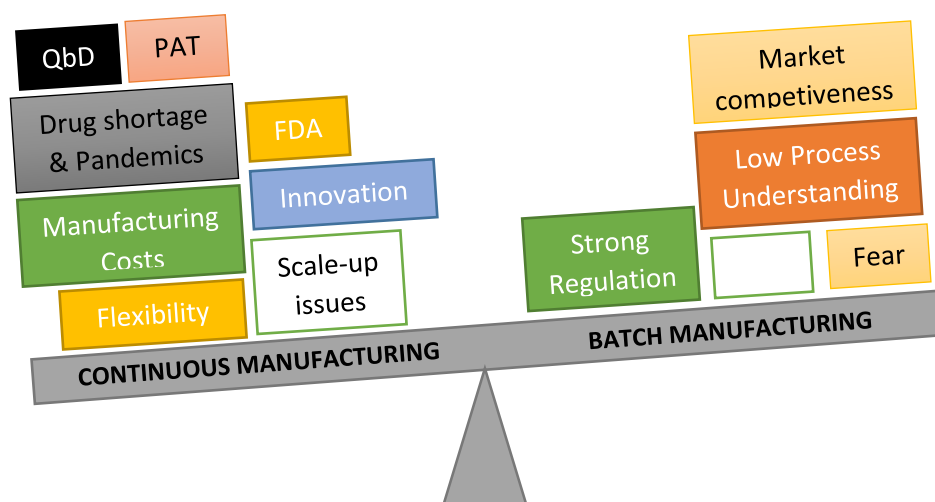 QbD
PAT
Drug shortage
& Pandemics
FDA
Manufacturing
Costs
Innovation
Flexibility
Scale-up
issues
CONTINUOUS MANUFACTURING
Market
competiveness
Low Process
Understanding
Strong
Regulation
Fear
BATCH MANUFACTURING